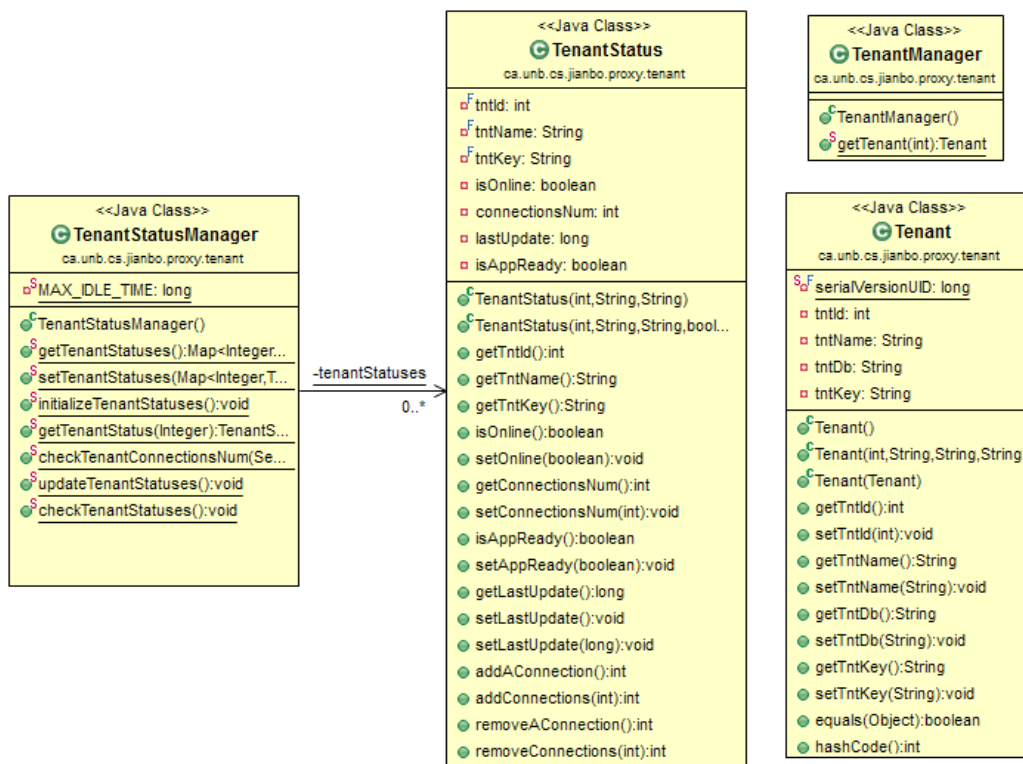 <<Java Class>>
TenantStatusManager
ca.unb.cs.jianbo.proxy.tenant
MAX_IDLE_TIME: long
TenantStatusManager()
getTenantStatuses():Map<Integer...
setTenantStatuses(Map<Integer,T...
initializeTenantStatuses():void
getTenantStatus(Integer):TenantS...
checkTenantConnectionsNum(Se...
updateTenantStatuses():void
checkTenantStatuses():void
-tenantStatuses
0..*
<<Java Class>>
TenantStatus
ca.unb.cs.jianbo.proxy.tenant
tntId: int
tntName: String
tntKey: String
isOnline: boolean
connectionsNum: int
lastUpdate: long
isAppReady: boolean
TenantStatus(int,String,String)
TenantStatus(int,String,String,bool...
getTntId():int
getTntName():String
getTntKey():String
isOnline():boolean
setOnline(boolean):void
getConnectionsNum():int
setConnectionsNum(int):void
isAppReady():boolean
setAppReady(boolean):void
getLastUpdate():long
setLastUpdate():void
setLastUpdate(long):void
addAConnection():int
addConnections(int):int
removeAConnection():int
removeConnections(int):int
<<Java Class>>
TenantManager
ca.unb.cs.jianbo.proxy.tenant
TenantManager()
getTenant(int):Tenant
<<Java Class>>
Tenant
ca.unb.cs.jianbo.proxy.tenant
serialVersionUID: long
tntId: int
tntName: String
tntDb: String
tntKey: String
Tenant()
Tenant(int,String,String,String
Tenant(Tenant)
getTntId():int
setTntId(int):void
getTntName():String
setTntName(String):void
getTntDb():String
setTntDb(String):void
getTntKey():String
setTntKey(String):void
equals(Object):boolean
hashCode():int